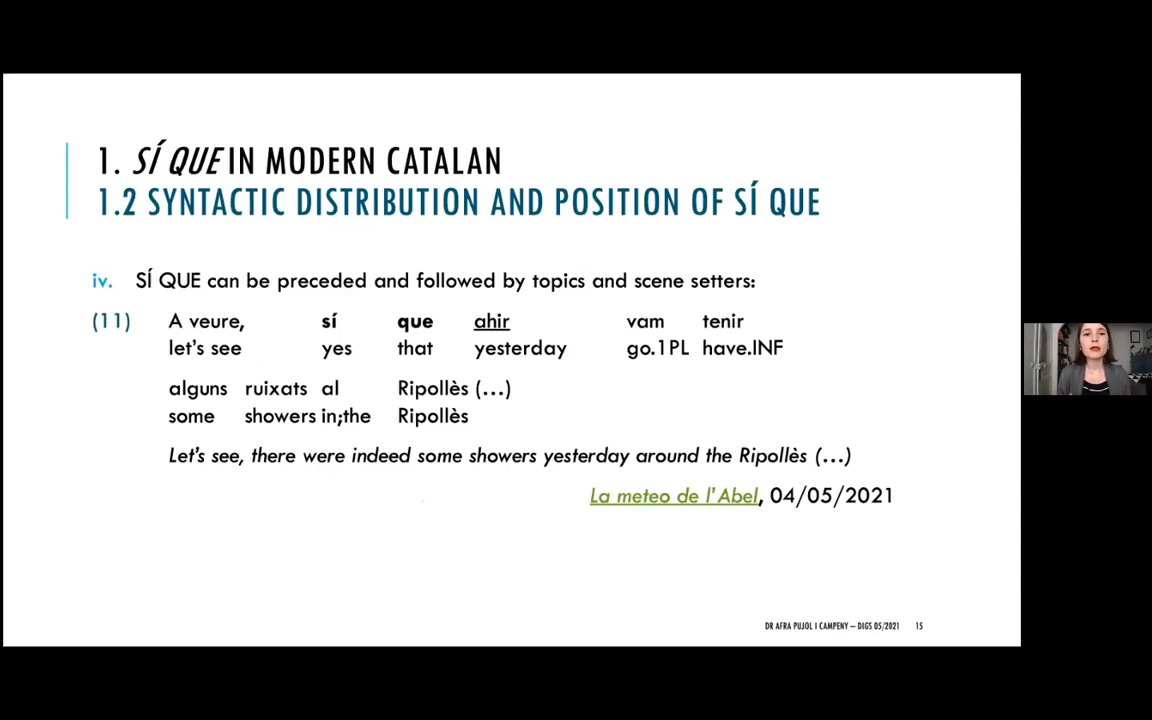 1. SÍ QUE IN MODERN CATALAN
1.2 SYNTACTIC DISTRIBUTION AND POSITION OF SÍ QUE
iv. SÍ QUE can be preceded and followed by topics and scene setters:
(11) A veure, sí que ahir vam tenir
let's see yes that yesterday go.1PL have.INF
alguns ruixats al Ripollès (…)
some showers in;the Ripollès
Let's see, there were indeed some showers yesterday around the Ripollès (…)
La meteo de l'Abel, 04/05/2021
DR AFRA PUJOL I CAMPENY – DIGS 05/2021 15